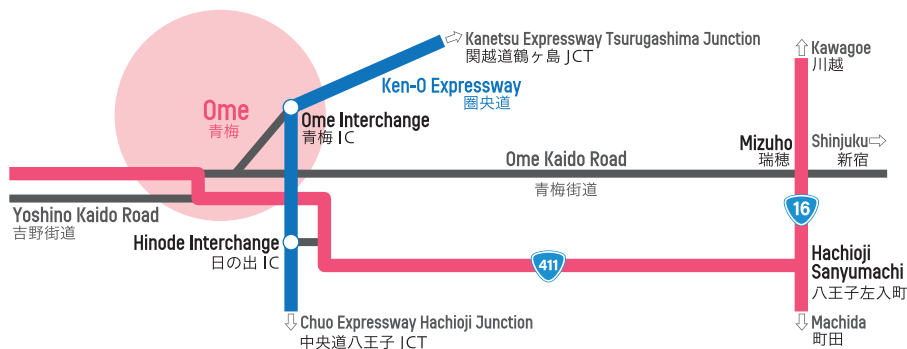 Kanetsu Expressway Tsurugashima Junction
関越道鶴ヶ島 JCT
Kawagoe
川越
Ken-O Expressway
圏央道
Ome
青梅
Ome Interchange
青梅 IC
Mizuho
瑞穂
Shinjuku
新宿
Ome Kaido Road
青梅街道
Yoshino Kaido Road
吉野街道
16
Hinode Interchange
日の出 IC
411
Hachioji
Sanyumachi
八王子左入町
Chuo Expressway Hachioji Junction
中央道八王子 JCT
Machida
町田